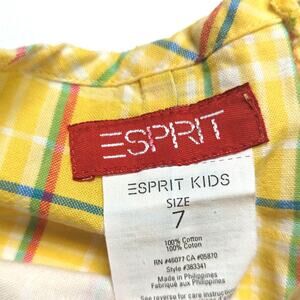 ESPRIT
ESPRIT KIDS
SIZE
7
100% Cotton
100% Coton
RN #46077 CA #05870
Style #383341
Made in Philippines
Fabriqué aux Philippines
See reverse for care instruction